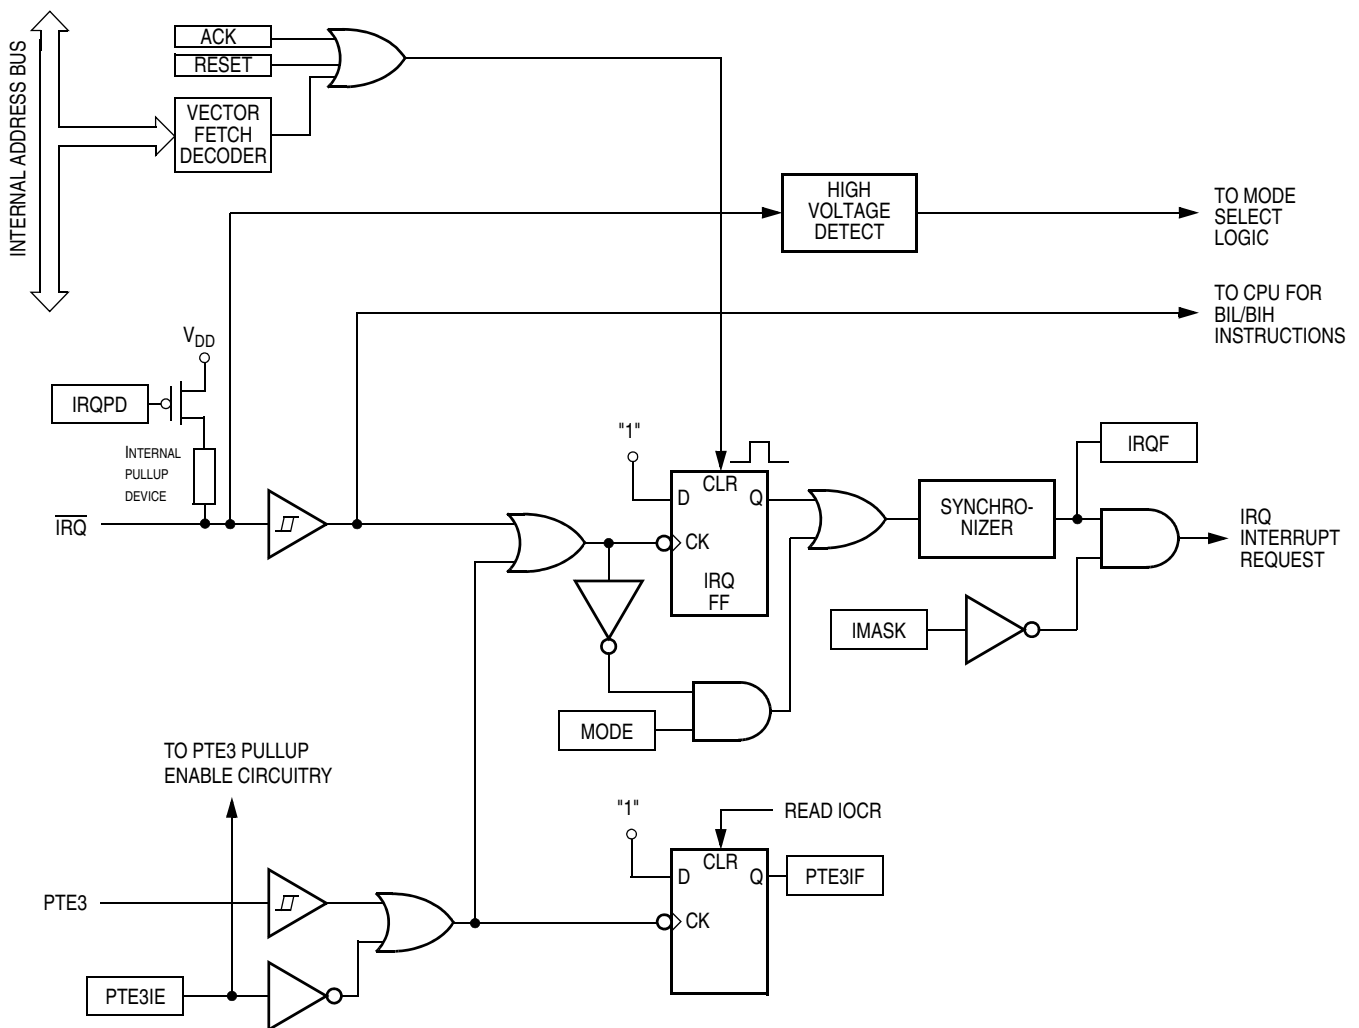 INTERNAL ADDRESS BUS
ACK
RESET
VECTOR
FETCH
DECODER
HIGH
VOLTAGE
DETECT
TO MODE
SELECT
LOGIC
TO CPU FOR
BIL/BIH
INSTRUCTIONS
VDD
IRQPD
INTERNAL
PULLUP
DEVICE
IRQ
"1"
D
CLR
Q
CK
IRQ
FF
SYNCHRO-
NIZER
IRQF
IRQ
INTERRUPT
REQUEST
IMASK
MODE
TO PTE3 PULLUP
ENABLE CIRCUITRY
"1"
READ IOCR
D
CLR
Q
CK
PTE3IF
PTE3
PTE3IE